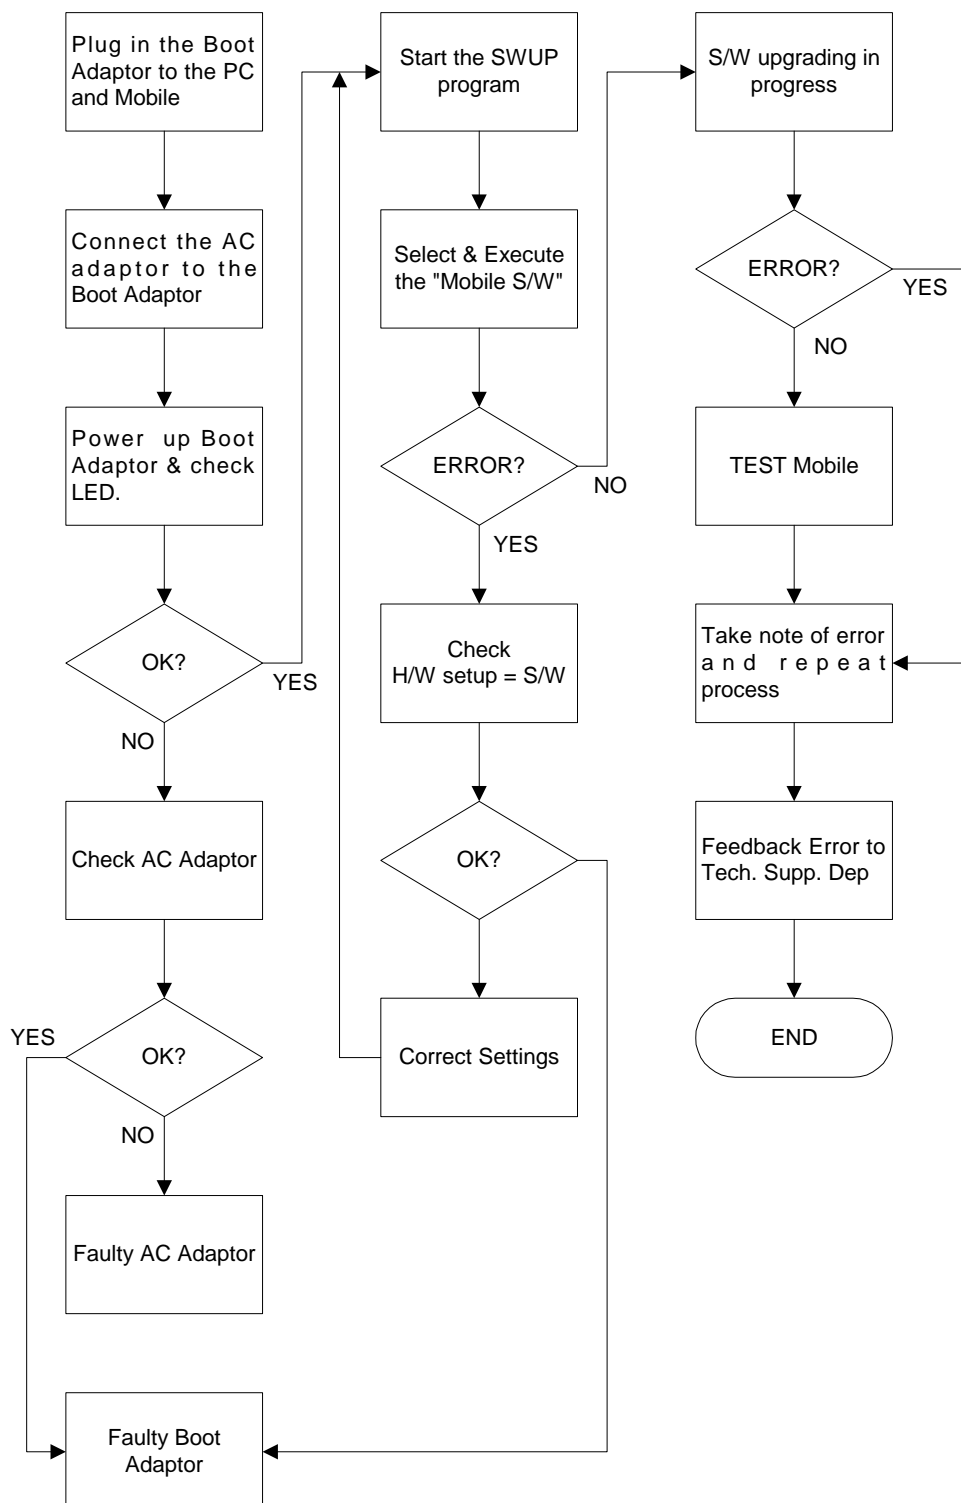 Plug in the Boot
Adaptor to the PC
and Mobile
Connect the AC
adaptor to the
Boot Adaptor
Power up Boot
Adaptor & check
LED.
OK?
YES
NO
Check AC Adaptor
YES
OK?
NO
Faulty AC Adaptor
Faulty Boot
Adaptor
Start the SWUP
program
Select & Execute
the "Mobile S/W"
ERROR?
NO
YES
Check
H/W setup = S/W
OK?
Correct Settings
S/W upgrading in
progress
ERROR?
YES
NO
TEST Mobile
Take note of error
and repeat
process
Feedback Error to
Tech. Supp. Dep
END